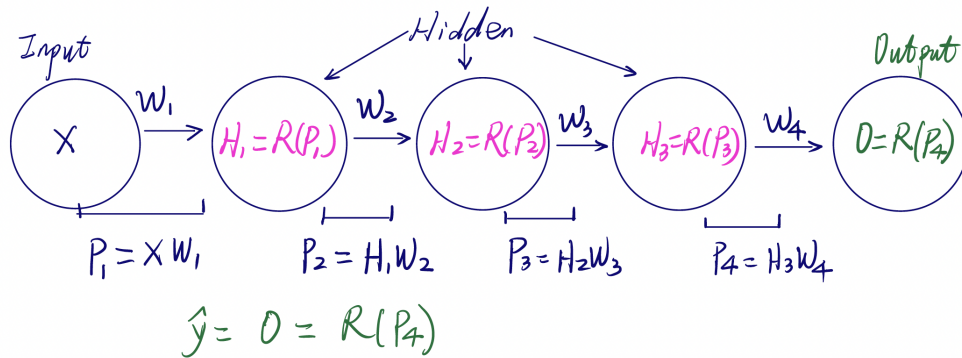 Hidden
Input
Output
W₁
W₂
W₃
W₄
X
H₁=R(P₁)
H₂=R(P₂)
H₃=R(P₃)
O=R(P₄)
P₁ = XW₁
P₂ = H₁W₂
P₃ = H₂W₃
P₄ = H₃W₄
ŷ = O = R(P₄)